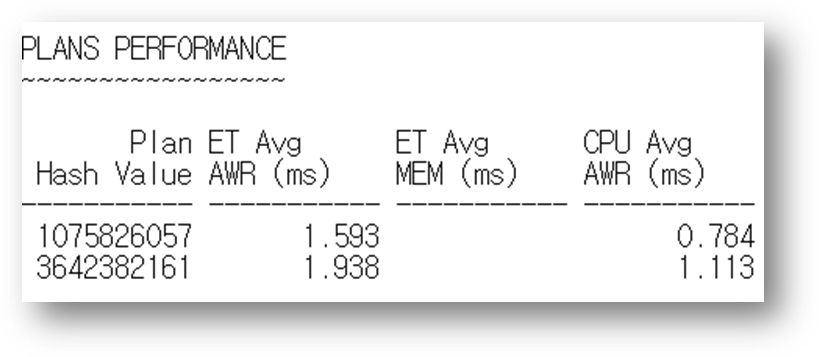 PLANS PERFORMANCE
~~~~~~~~~~~~~~~~~
       Plan ET Avg      ET Avg      CPU Avg
 Hash Value AWR (ms)    MEM (ms)    AWR (ms)
----------- ----------- ----------- -----------
 1075826057       1.593                   0.784
 3642382161       1.938                   1.113